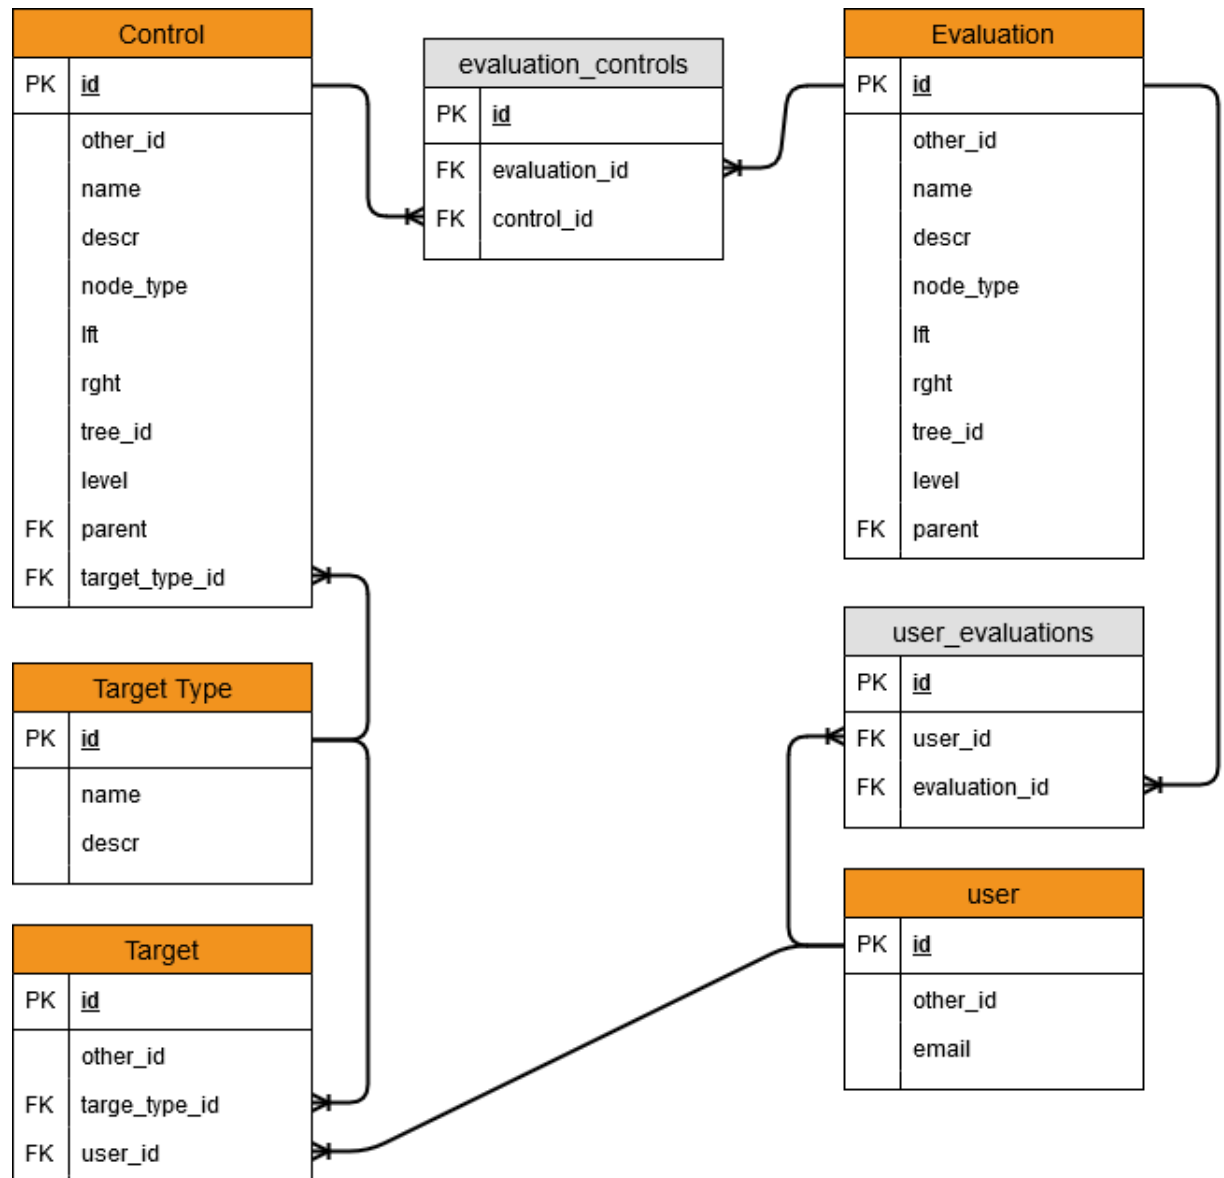 Control
PK id
other_id
name
descr
node_type
lft
rght
tree_id
level
FK parent
FK target_type_id
evaluation_controls
PK id
FK evaluation_id
FK control_id
Evaluation
PK id
other_id
name
descr
node_type
lft
rght
tree_id
level
FK parent
Target Type
PK id
name
descr
user_evaluations
PK id
FK user_id
FK evaluation_id
Target
PK id
other_id
FK targe_type_id
FK user_id
user
PK id
other_id
email